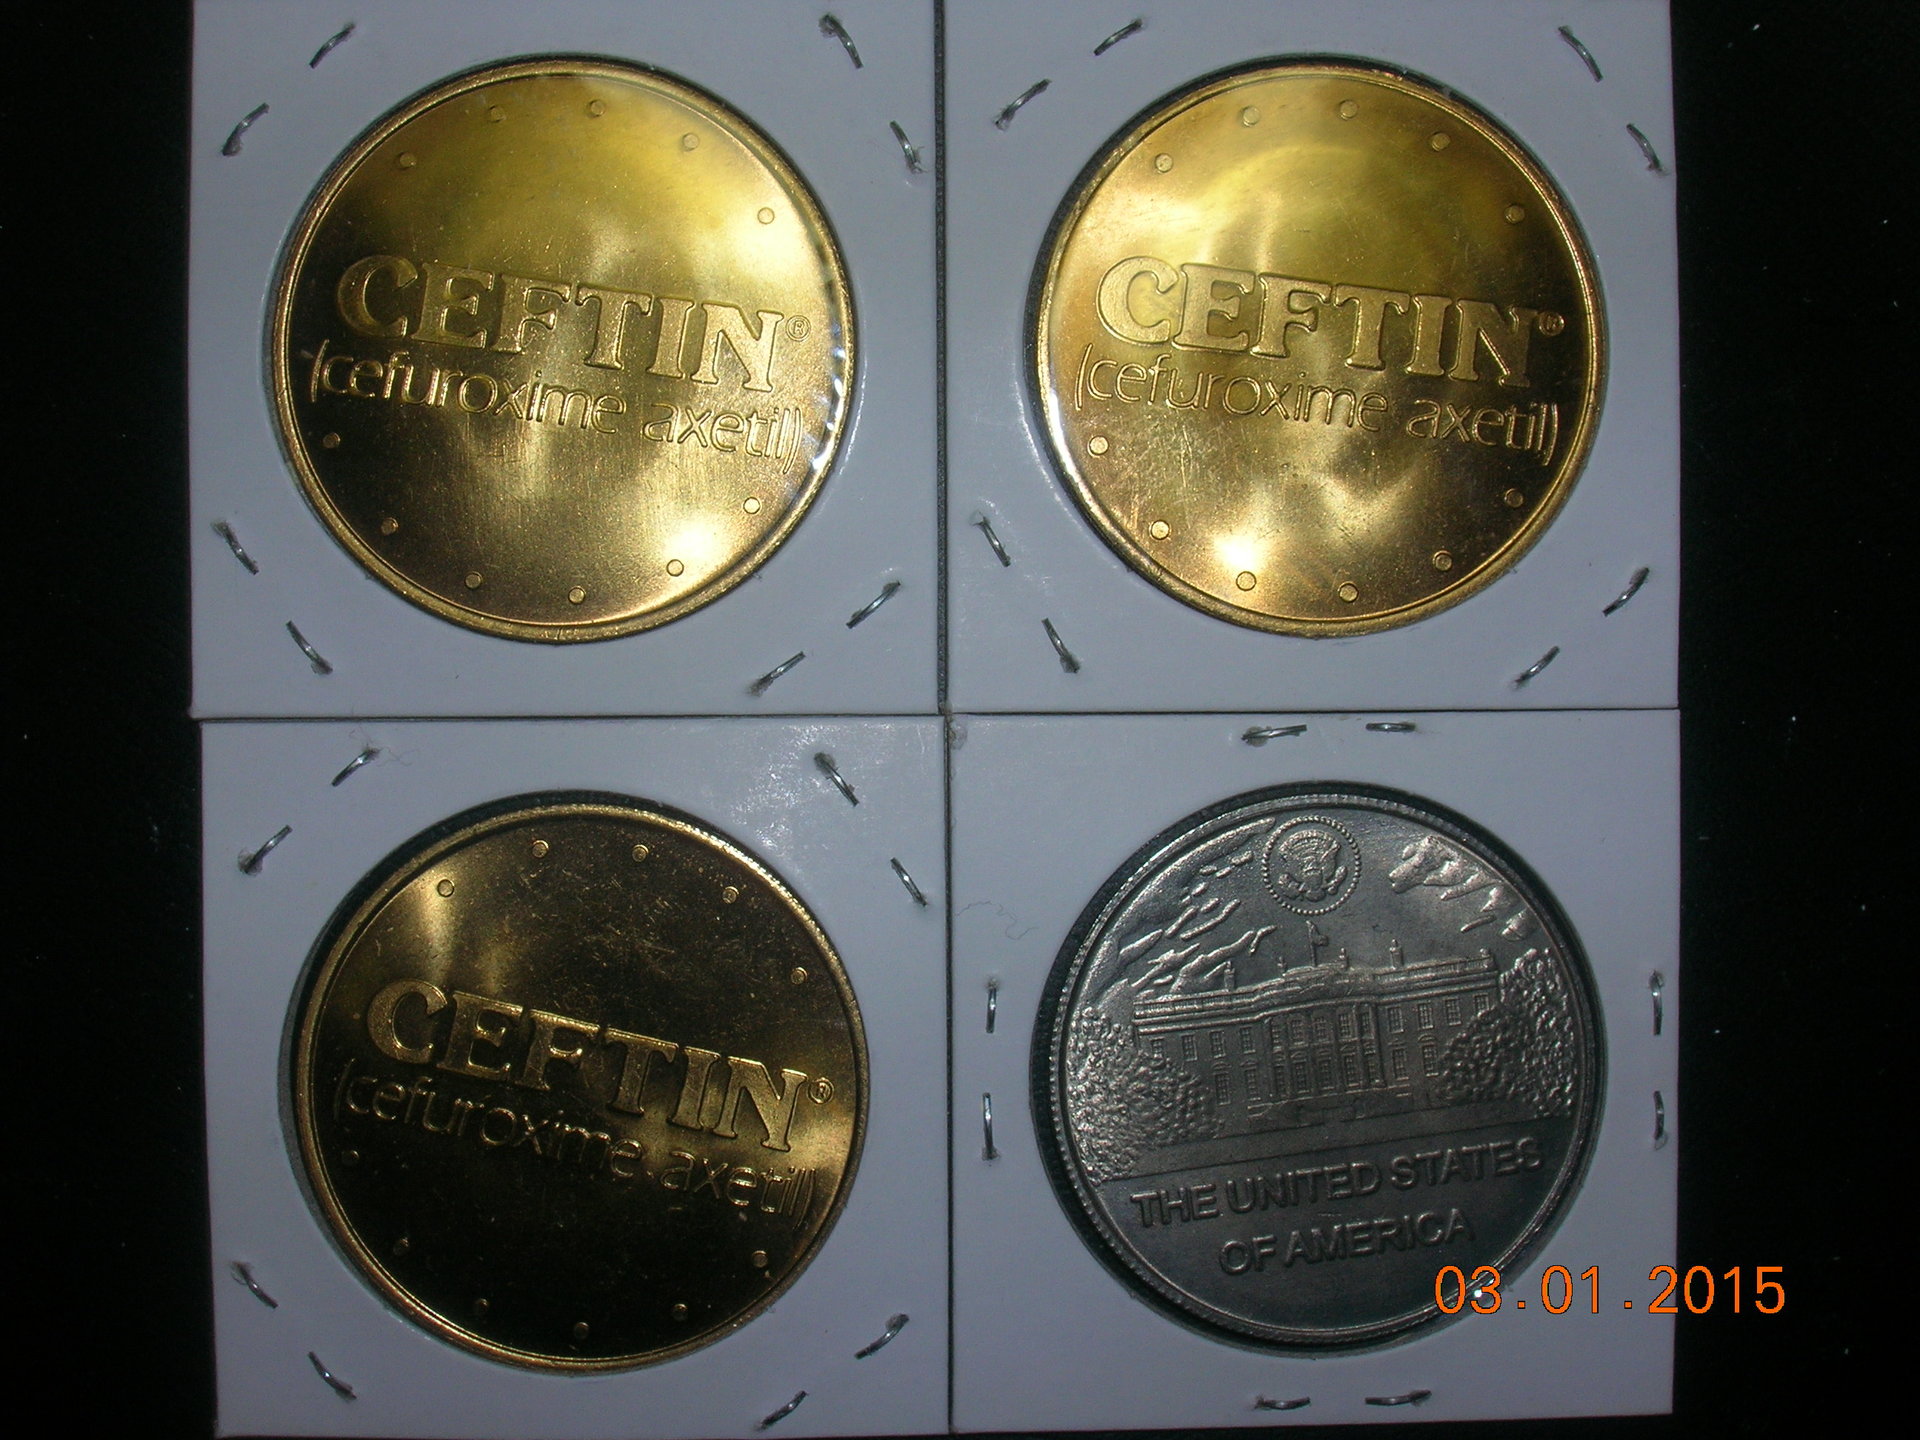 CEFTIN®
(cefuroxime axetil)
CEFTIN®
(cefuroxime axetil)
CEFTIN®
(cefuroxime axetil)
THE UNITED STATES
OF AMERICA
03.01.2015